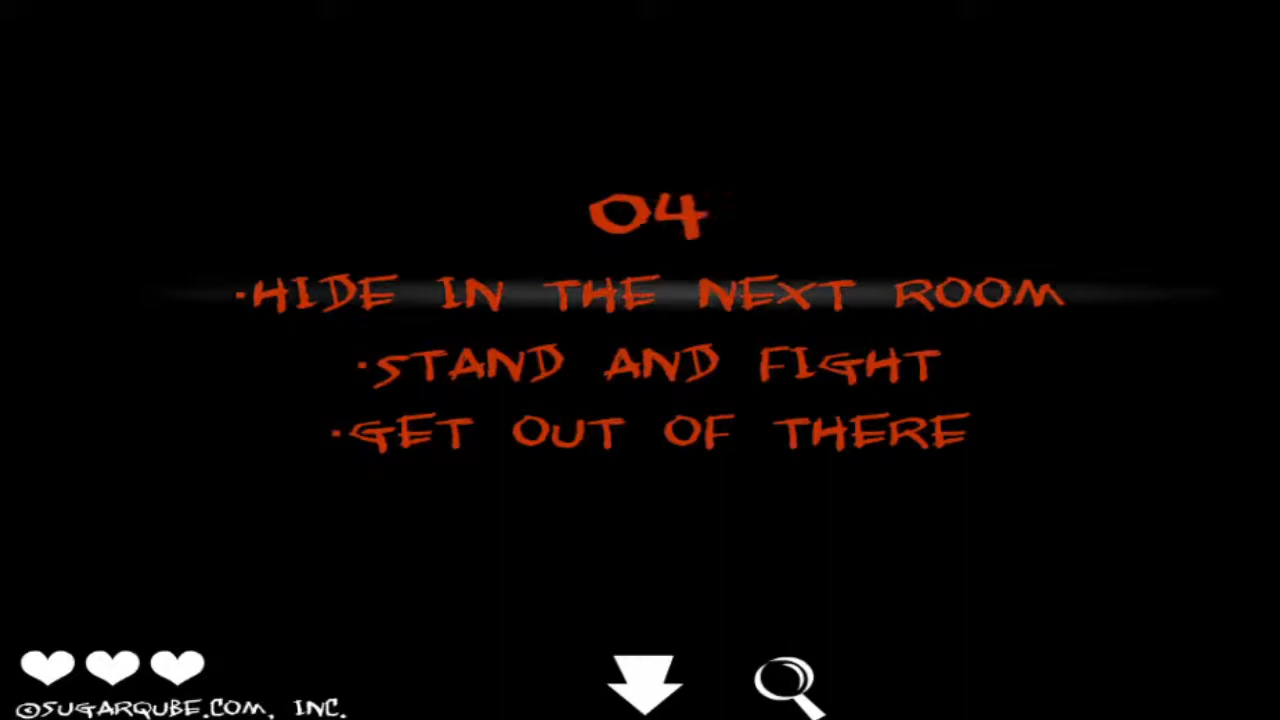 04
·HIDE IN THE NEXT ROOM
·STAND AND FIGHT
·GET OUT OF THERE
©SUGARQUBE.COM, INC.